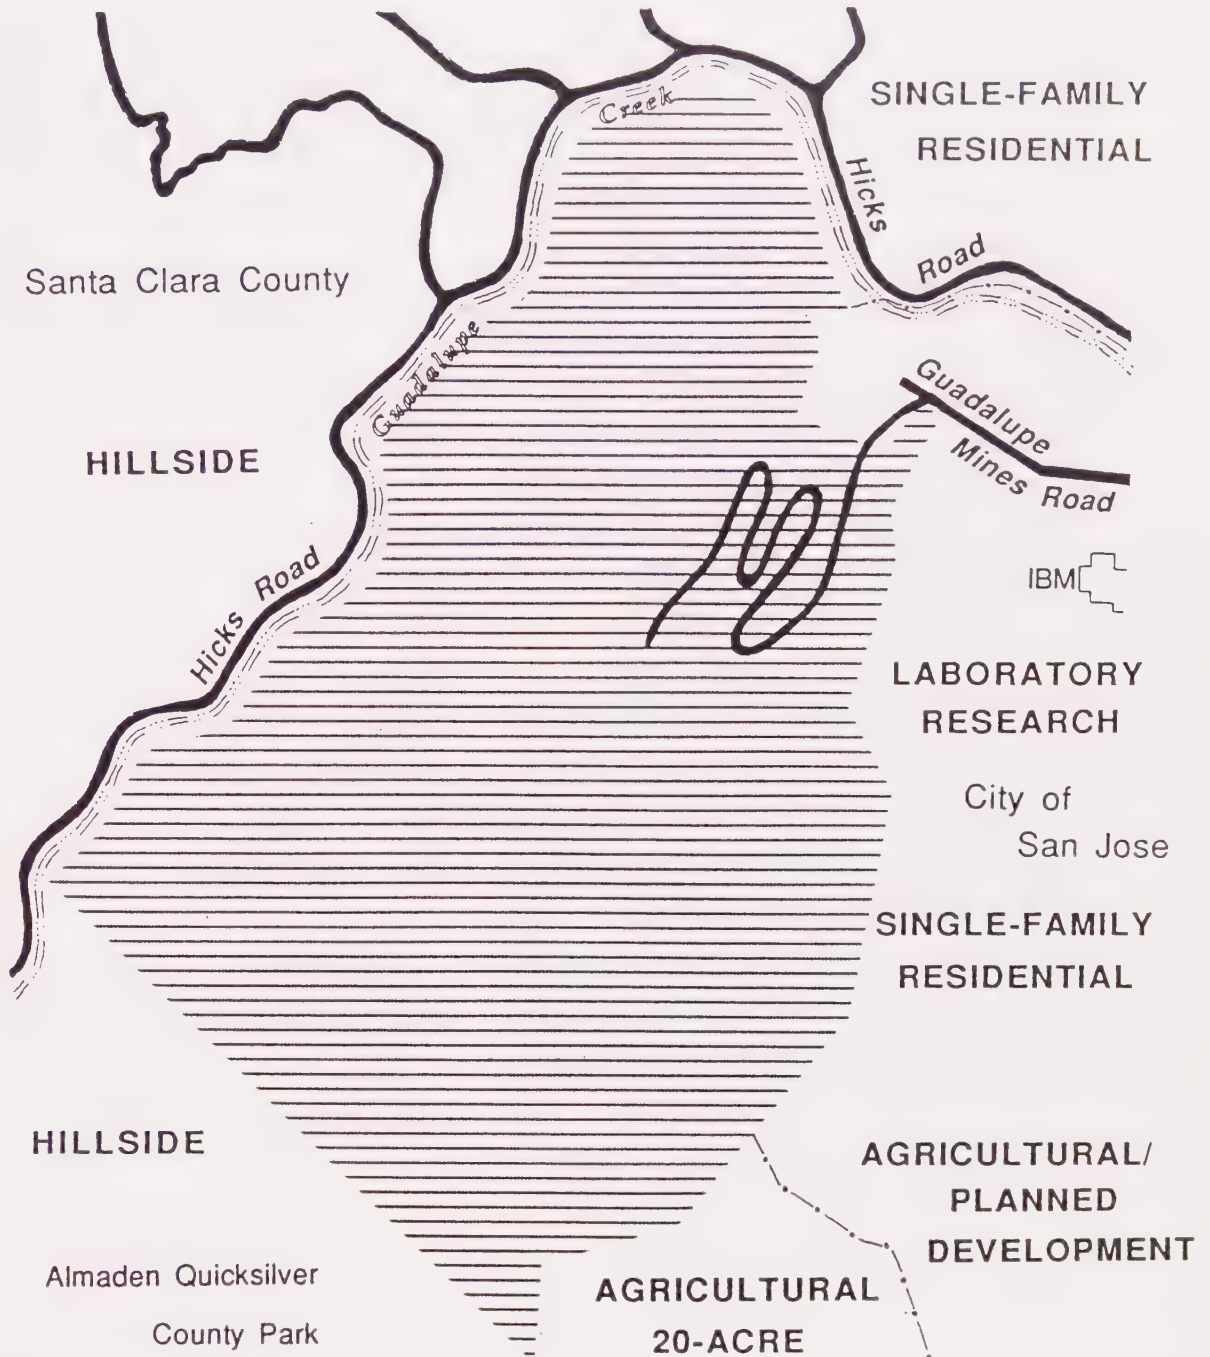 Creek
SINGLE-FAMILY
RESIDENTIAL
Hicks
Road
Santa Clara County
Guadalupe
Guadalupe
Mines Road
HILLSIDE
IBM
Hicks Road
LABORATORY
RESEARCH
City of
San Jose
SINGLE-FAMILY
RESIDENTIAL
HILLSIDE
AGRICULTURAL/
PLANNED
DEVELOPMENT
Almaden Quicksilver
County Park
AGRICULTURAL
20-ACRE